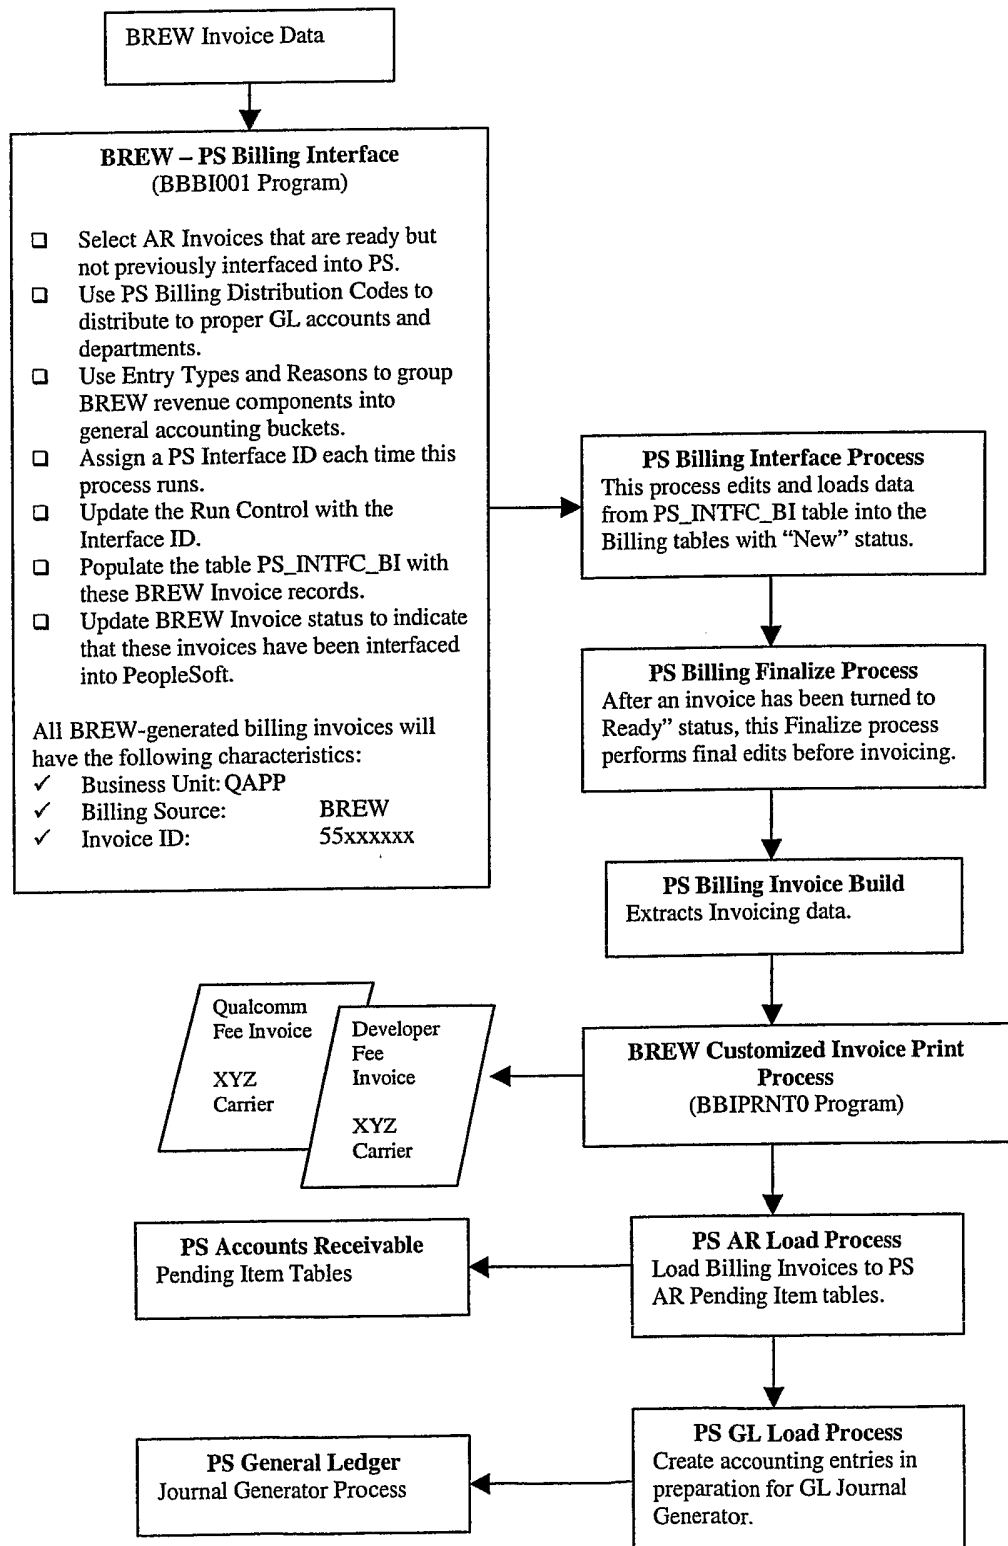 BREW Invoice Data
BREW – PS Billing Interface
(BBBI001 Program)
❑ Select AR Invoices that are ready but
not previously interfaced into PS.
❑ Use PS Billing Distribution Codes to
distribute to proper GL accounts and
departments.
❑ Use Entry Types and Reasons to group
BREW revenue components into
general accounting buckets.
❑ Assign a PS Interface ID each time this
process runs.
❑ Update the Run Control with the
Interface ID.
❑ Populate the table PS_INTFC_BI with
these BREW Invoice records.
❑ Update BREW Invoice status to indicate
that these invoices have been interfaced
into PeopleSoft.
All BREW-generated billing invoices will
have the following characteristics:
✓ Business Unit: QAPP
✓ Billing Source: BREW
✓ Invoice ID: 55xxxxxx
PS Billing Interface Process
This process edits and loads data
from PS_INTFC_BI table into the
Billing tables with “New” status.
PS Billing Finalize Process
After an invoice has been turned to
Ready” status, this Finalize process
performs final edits before invoicing.
PS Billing Invoice Build
Extracts Invoicing data.
BREW Customized Invoice Print
Process
(BBIPRNT0 Program)
Qualcomm
Fee Invoice
XYZ
Carrier
Developer
Fee
Invoice
XYZ
Carrier
PS AR Load Process
Load Billing Invoices to PS
AR Pending Item tables.
PS Accounts Receivable
Pending Item Tables
PS GL Load Process
Create accounting entries in
preparation for GL Journal
Generator.
PS General Ledger
Journal Generator Process